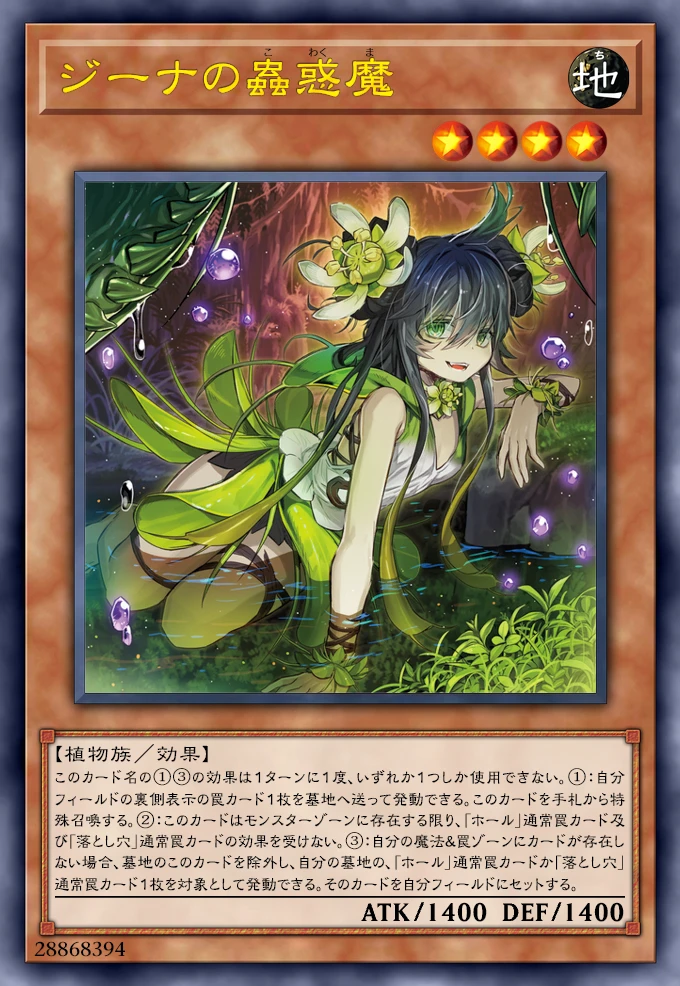 こ わく ま
ジーナの蟲惑魔
ち
地
【植物族／効果】
このカード名の①③の効果は1ターンに1度、いずれか1つしか使用できない。①：自分
フィールドの裏側表示の罠カード1枚を墓地へ送って発動できる。このカードを手札から特
殊召喚する。②：このカードはモンスターゾーンに存在する限り、「ホール」通常罠カード及
び「落とし穴」通常罠カードの効果を受けない。③：自分の魔法&罠ゾーンにカードが存在し
ない場合、墓地のこのカードを除外し、自分の墓地の、「ホール」通常罠カードか「落とし穴」
通常罠カード1枚を対象として発動できる。そのカードを自分フィールドにセットする。
ATK/1400 DEF/1400
28868394